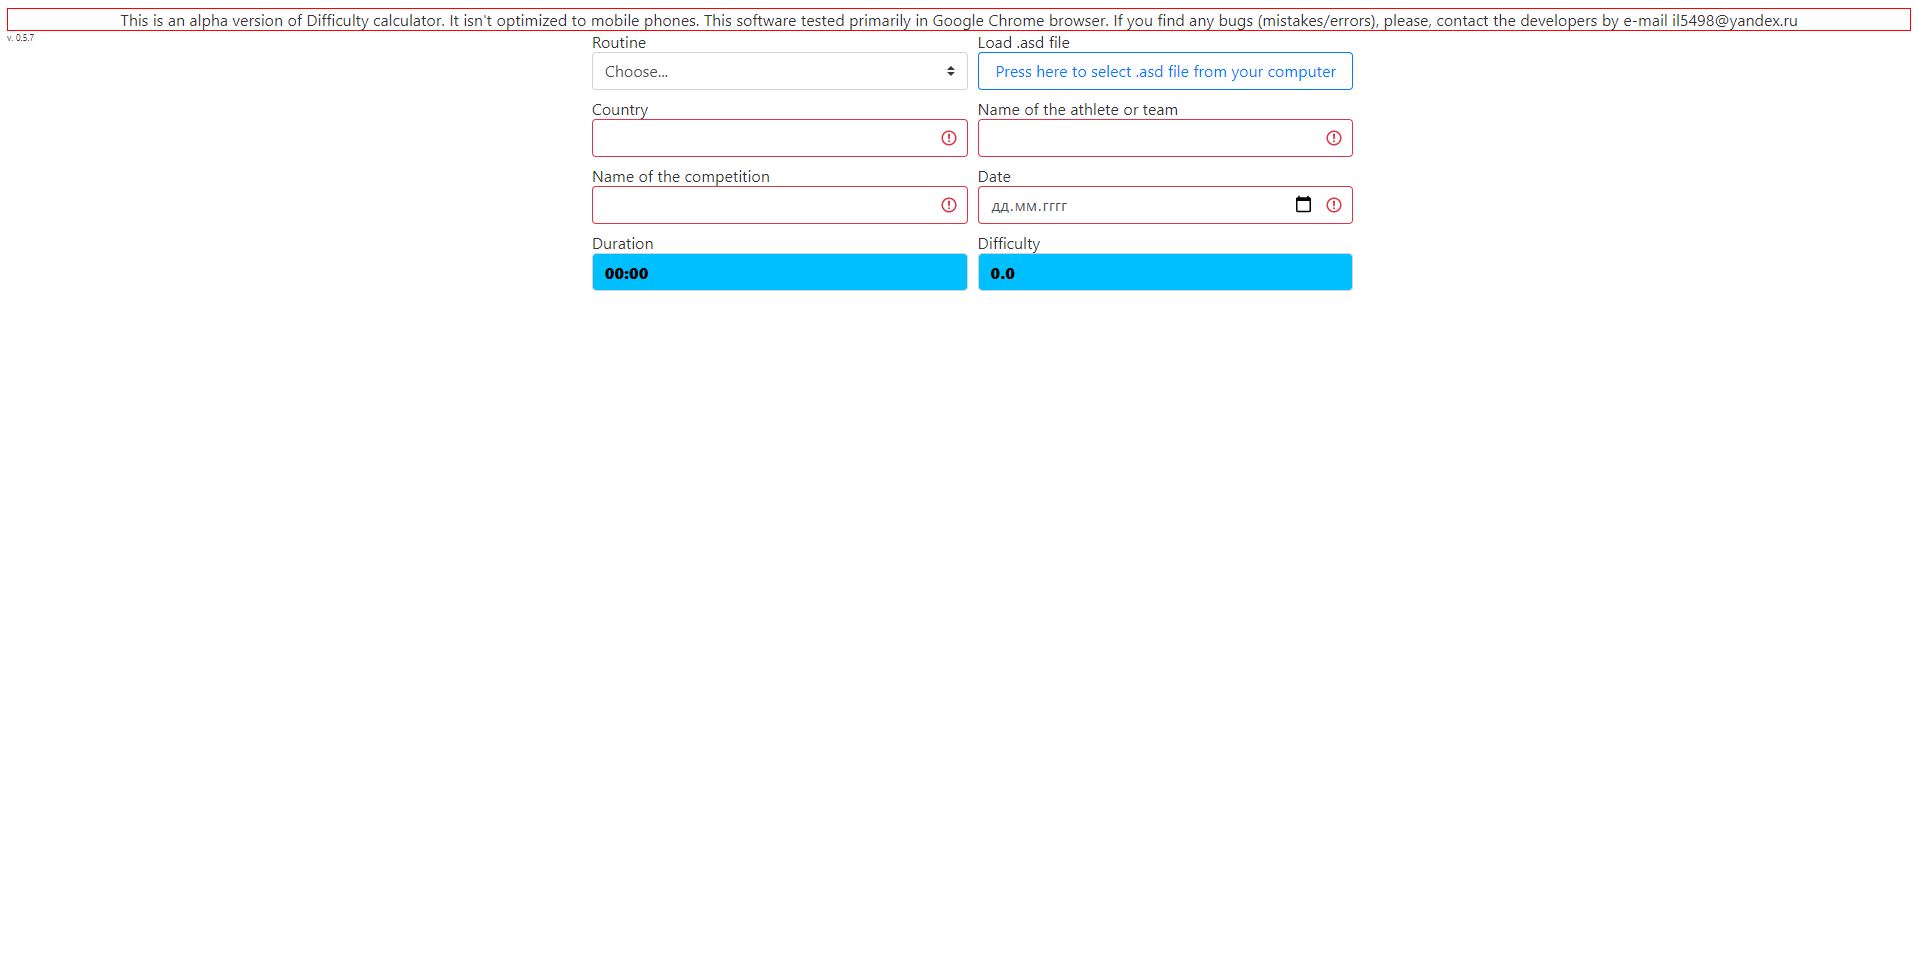 This is an alpha version of Difficulty calculator. It isn't optimized to mobile phones. This software tested primarily in Google Chrome browser. If you find any bugs (mistakes/errors), please, contact the developers by e-mail il5498@yandex.ru
v. 0.5.7
Routine
Load .asd file
Choose...
Press here to select .asd file from your computer
Country
Name of the athlete or team
Name of the competition
Date
дд.мм.гггг
Duration
Difficulty
00:00
0.0